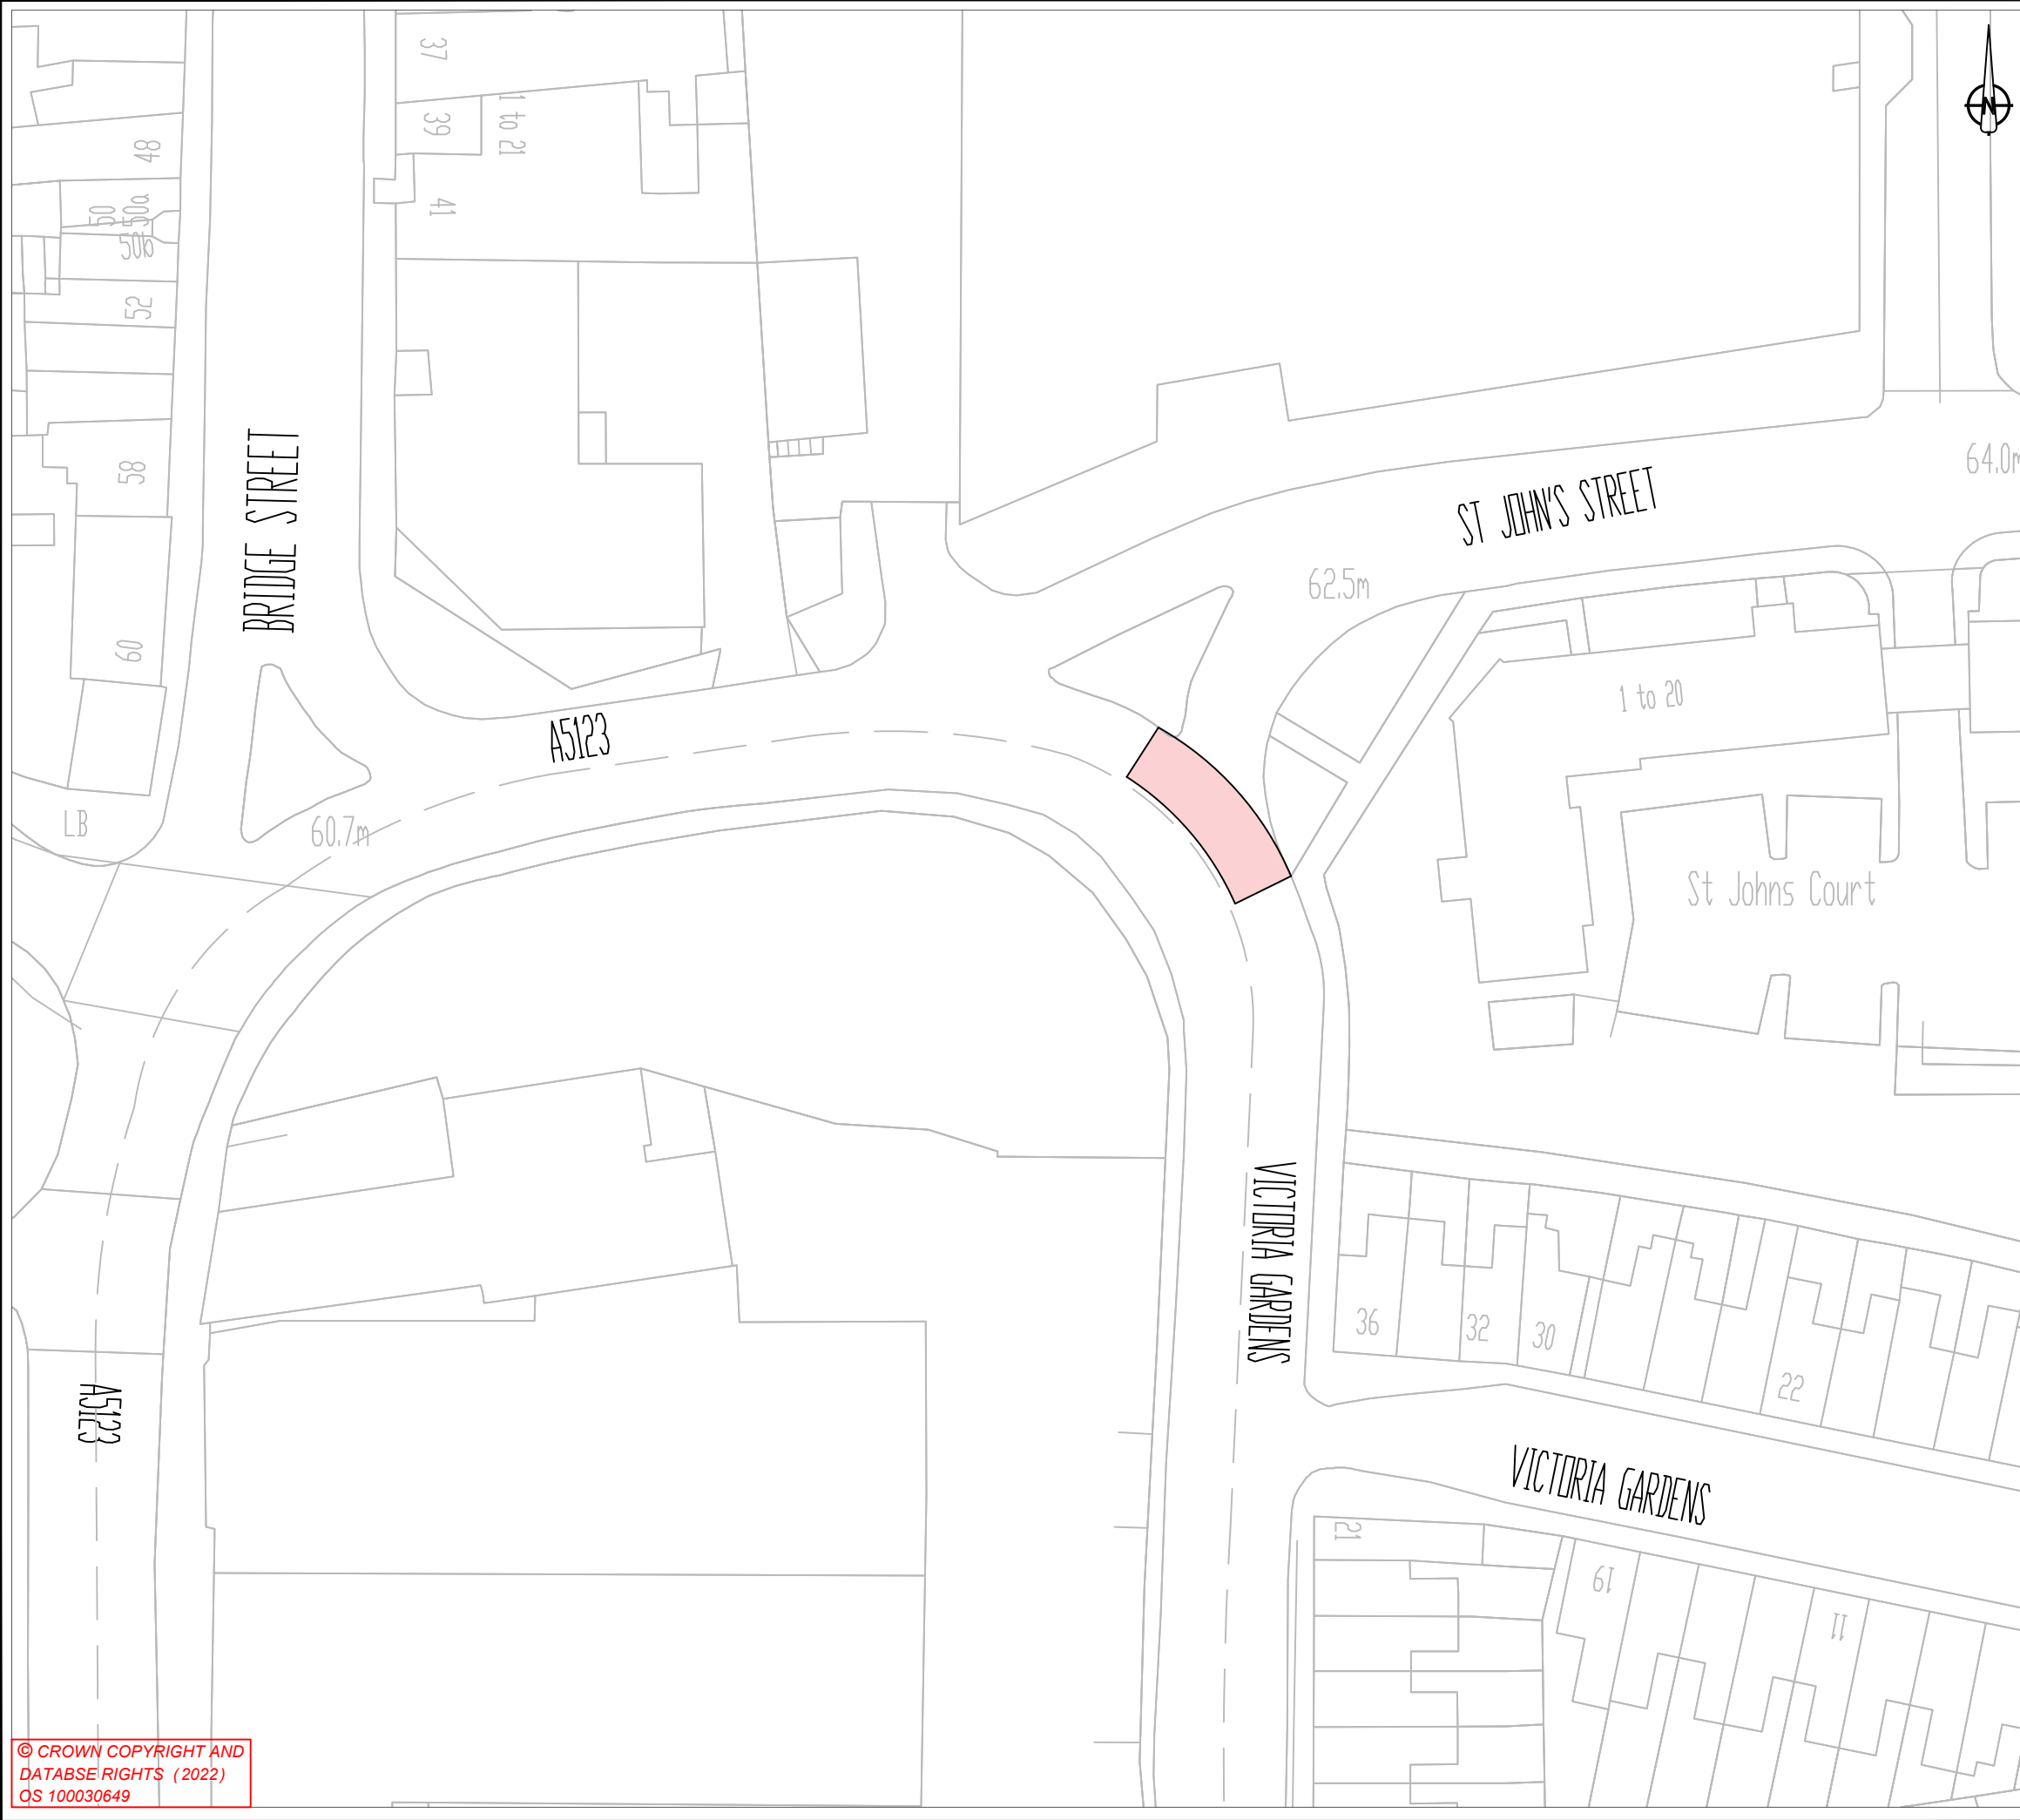 37
39
1 to 21
41
48
50
50a
50b
52
58
60
N
BRIDGE STREET
ST JOHN'S STREET
64.0m
62.5m
A5123
1 to 20
LB
60.7m
St Johns Court
VICTORIA GARDENS
36
32
30
22
A5123
VICTORIA GARDENS
21
19
11
© CROWN COPYRIGHT AND
DATABSE RIGHTS (2022)
OS 100030649